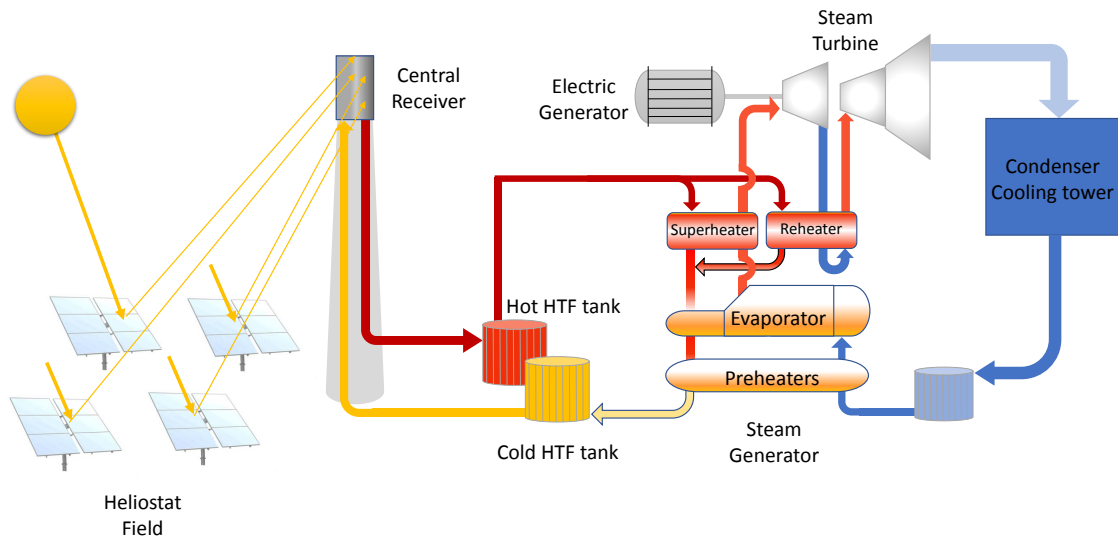 Steam
Turbine
Central
Receiver
Electric
Generator
Condenser
Cooling tower
Superheater
Reheater
Hot HTF tank
Evaporator
Preheaters
Cold HTF tank
Steam
Generator
Heliostat
Field